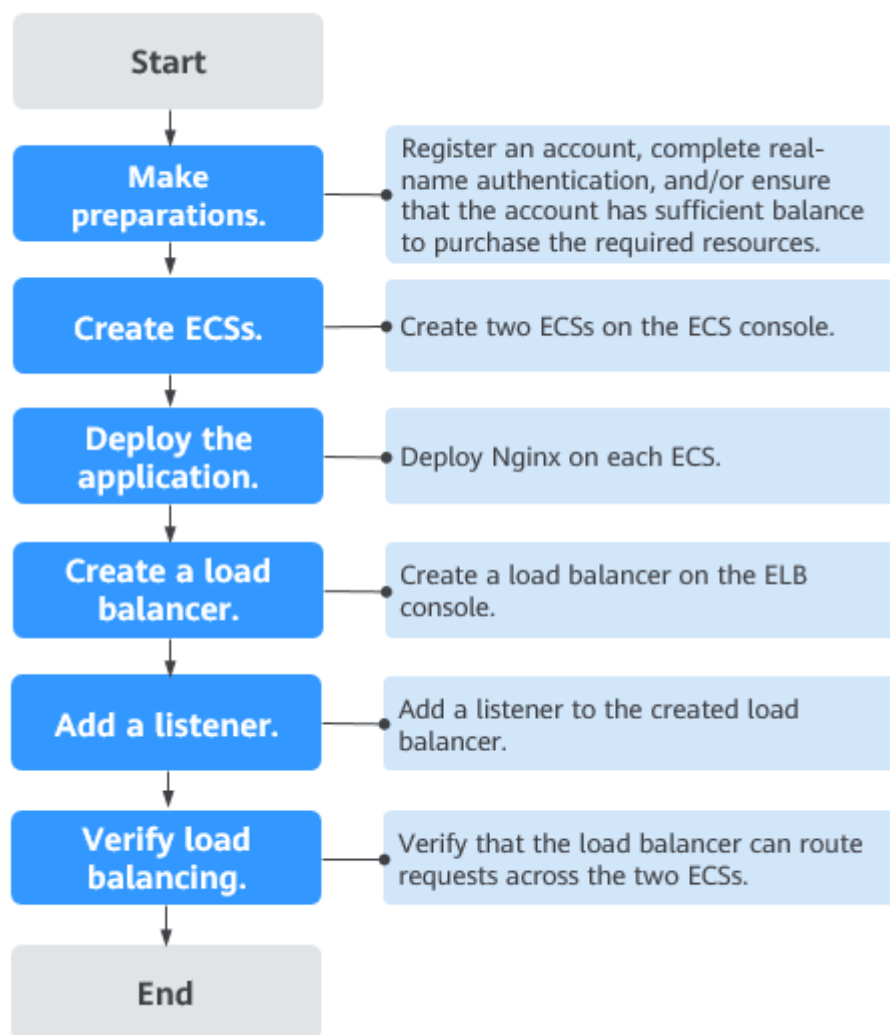 Start
Make
preparations.
Register an account, complete real-
name authentication, and/or ensure
that the account has sufficient balance
to purchase the required resources.
Create ECSs.
Create two ECSs on the ECS console.
Deploy the
application.
Deploy Nginx on each ECS.
Create a load
balancer.
Create a load balancer on the ELB
console.
Add a listener.
Add a listener to the created load
balancer.
Verify load
balancing.
Verify that the load balancer can route
requests across the two ECSs.
End